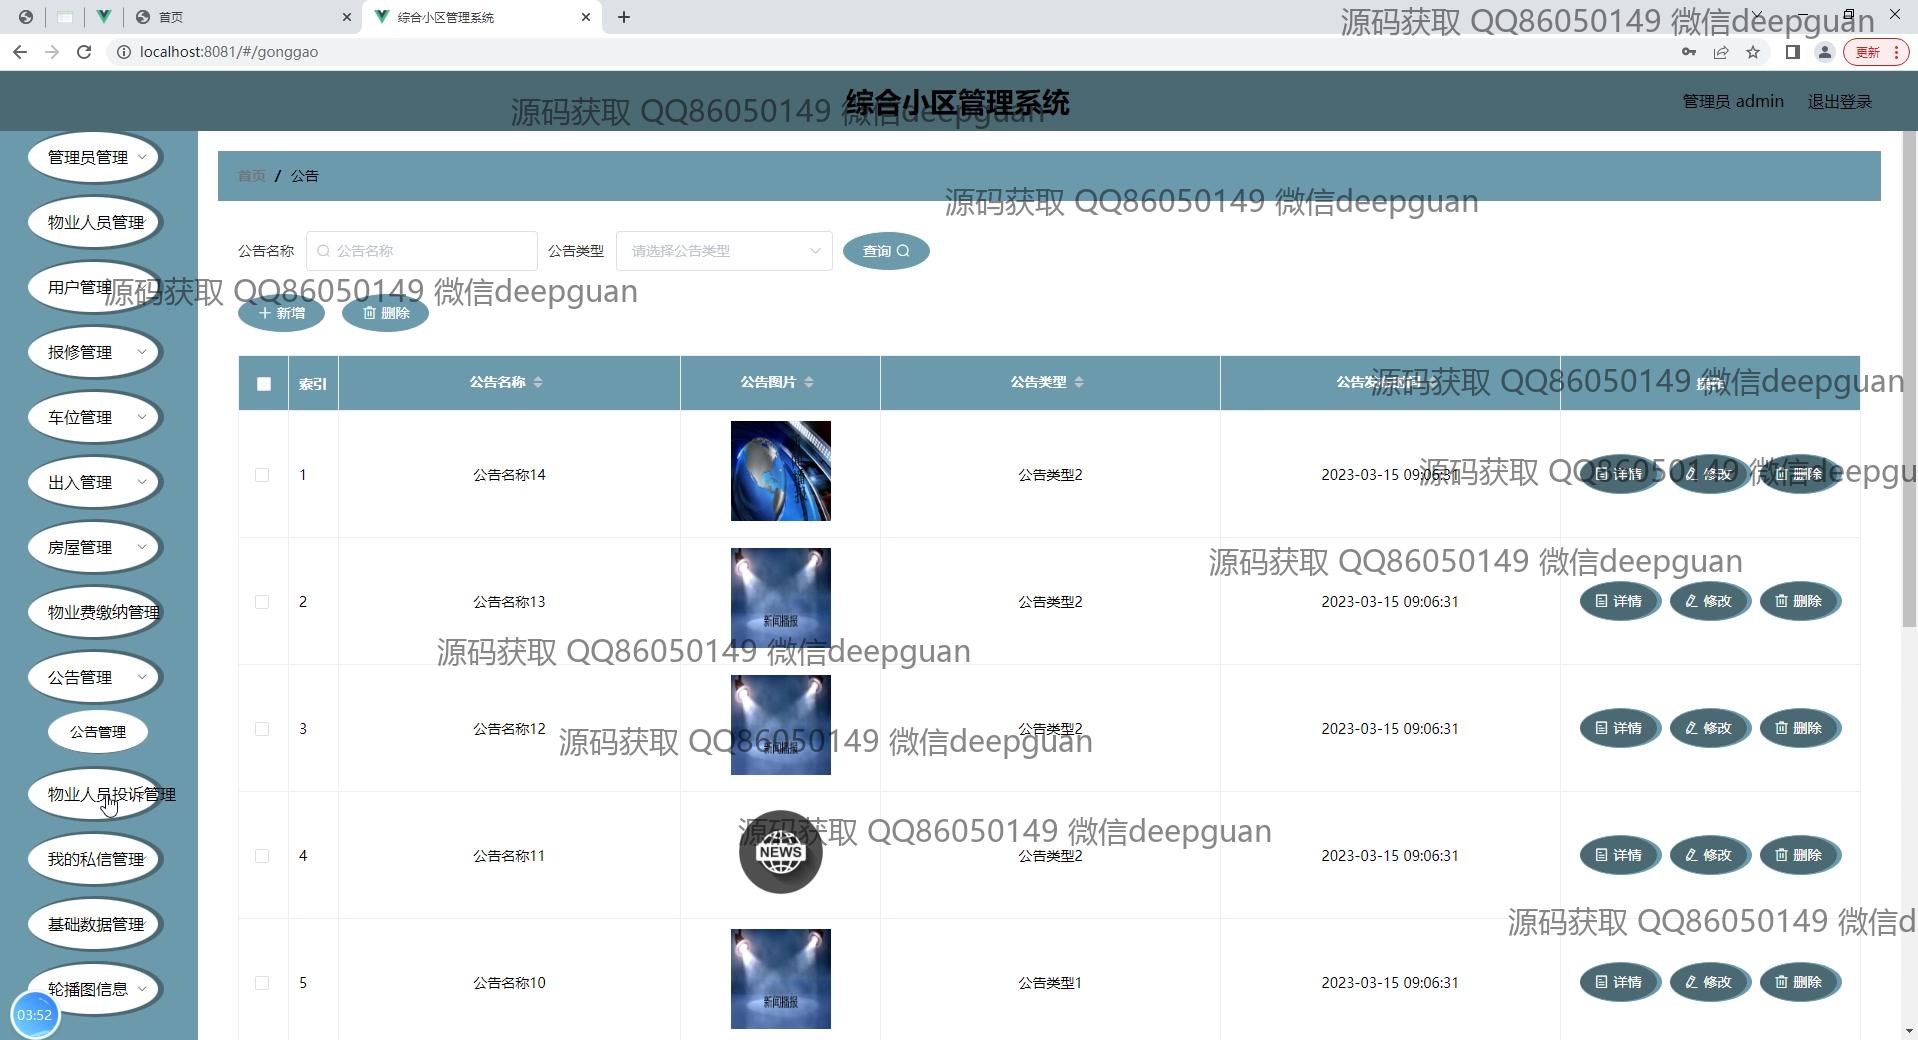 首页
综合小区管理系统
localhost:8081/#/gonggao
更新
源码获取 QQ86050149 微信deepguan
综合小区管理系统
源码获取 QQ86050149 微信deepguan
管理员 admin
退出登录
管理员管理
物业人员管理
用户管理
报修管理
车位管理
出入管理
房屋管理
物业费缴纳管理
公告管理
公告管理
物业人员投诉管理
我的私信管理
基础数据管理
轮播图信息
03:52
首页 / 公告
源码获取 QQ86050149 微信deepguan
公告名称 公告名称 公告类型 请选择公告类型 查询
源码获取 QQ86050149 微信deepguan
新增 删除
索引 公告名称 公告图片 公告类型
源码获取 QQ86050149 微信deepguan
1 公告名称14 公告类型2 2023-03-15 09:06:31 详情 修改 删除
源码获取 QQ86050149 微信deepgu
源码获取 QQ86050149 微信deepguan
2 公告名称13 新闻播报 公告类型2 2023-03-15 09:06:31 详情 修改 删除
源码获取 QQ86050149 微信deepguan
3 公告名称12 新闻播报 公告类型2 2023-03-15 09:06:31 详情 修改 删除
源码获取 QQ86050149 微信deepguan
源码获取 QQ86050149 微信deepguan
4 公告名称11 NEWS 公告类型2 2023-03-15 09:06:31 详情 修改 删除
源码获取 QQ86050149 微信d
5 公告名称10 新闻播报 公告类型1 2023-03-15 09:06:31 详情 修改 删除